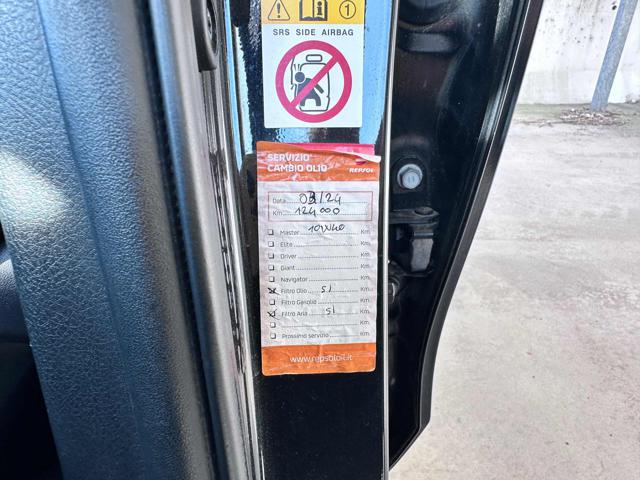 1
SRS SIDE AIRBAG
SERVIZIO
CAMBIO OLIO
REPSOL
Data 03/24
Km 124000
Master 10W40 Km.
Elite Km.
Driver Km.
Giant Km.
Navigator Km.
Filtro Olio SI Km.
Filtro Gasolio Km.
Filtro Aria SI Km.
Km.
Prossimo servizio Km.
www.repsoloil.it